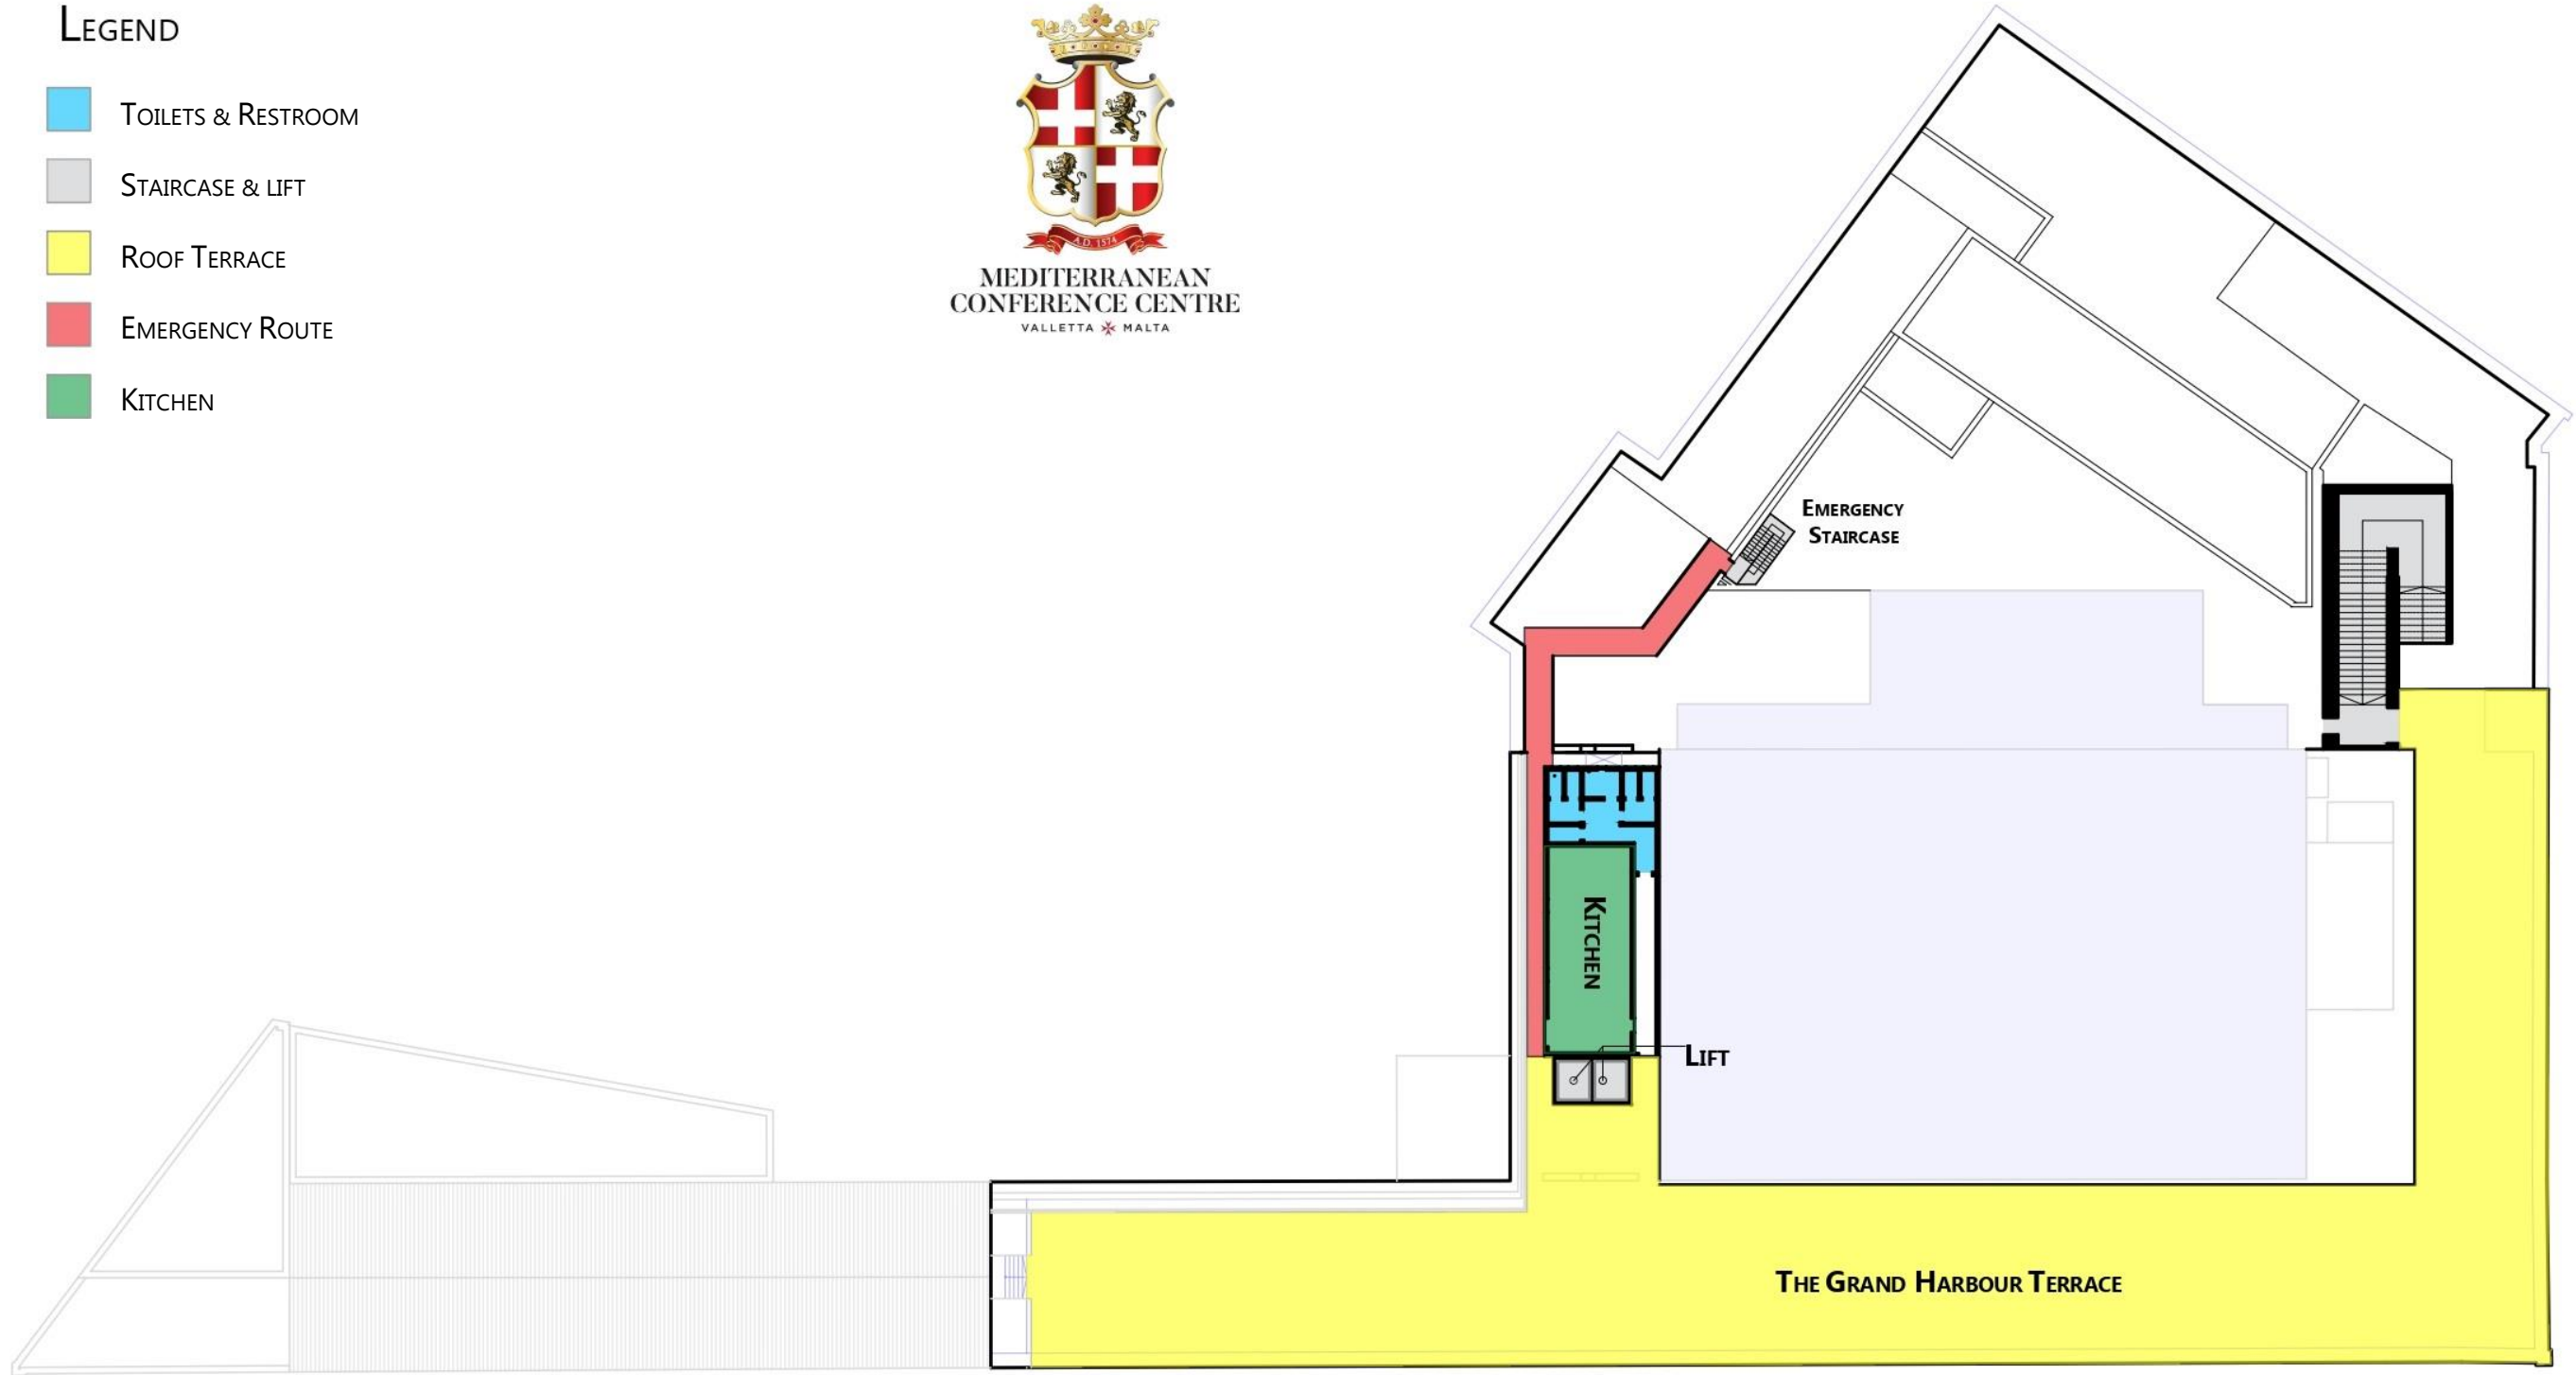 LEGEND
TOILETS & RESTROOM
STAIRCASE & LIFT
ROOF TERRACE
EMERGENCY ROUTE
KITCHEN
A.D. 1574
MEDITERRANEAN
CONFERENCE CENTRE
VALLETTA MALTA
EMERGENCY
STAIRCASE
KITCHEN
LIFT
THE GRAND HARBOUR TERRACE